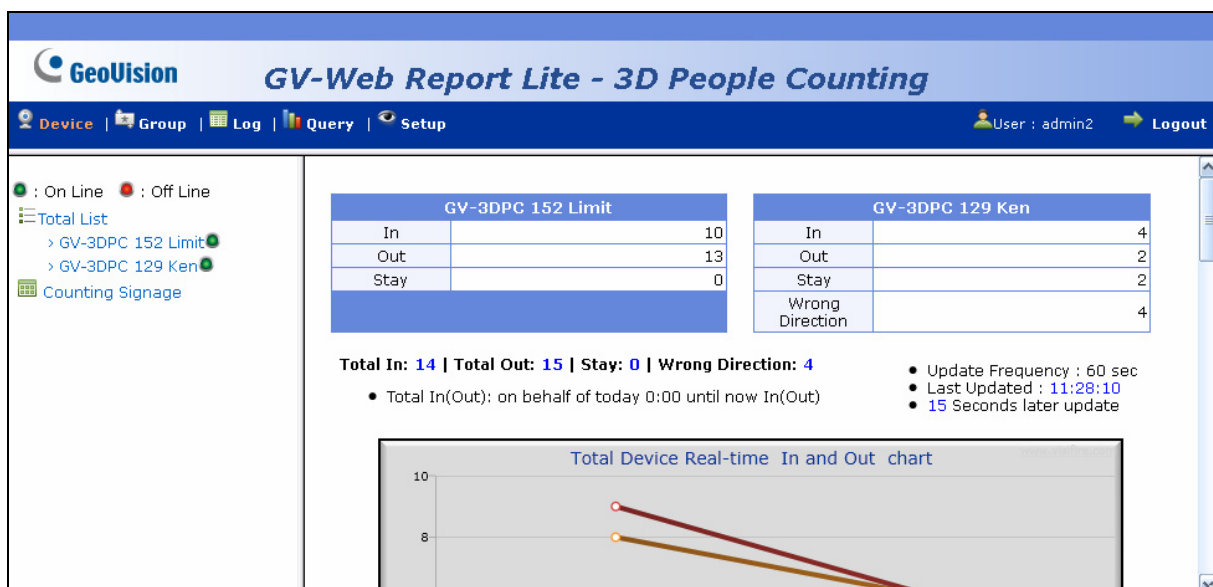 GeoVision
GV-Web Report Lite - 3D People Counting
Device | Group | Log | Query | Setup
User : admin2 Logout
: On Line : Off Line
Total List
> GV-3DPC 152 Limit
> GV-3DPC 129 Ken
Counting Signage
GV-3DPC 152 Limit
In 10
Out 13
Stay 0
GV-3DPC 129 Ken
In 4
Out 2
Stay 2
Wrong Direction 4
Total In: 14 | Total Out: 15 | Stay: 0 | Wrong Direction: 4
• Total In(Out): on behalf of today 0:00 until now In(Out)
• Update Frequency : 60 sec
• Last Updated : 11:28:10
• 15 Seconds later update
Total Device Real-time In and Out chart
10
8